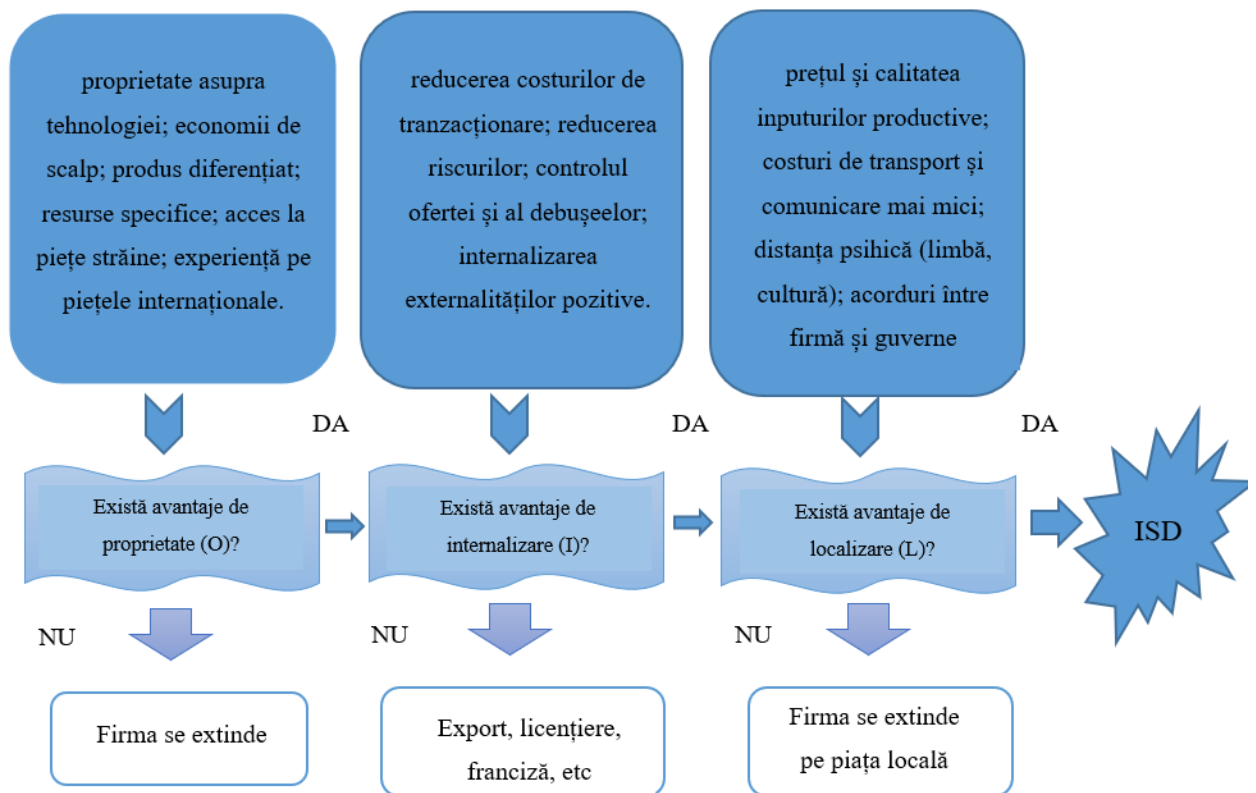 proprietate asupra
tehnologiei; economii de
scalp; produs diferențiat;
resurse specifice; acces la
piețe străine; experiență pe
piețele internaționale.
reducerea costurilor de
tranzacționare; reducerea
riscurilor; controlul
ofertei și al debușeelor;
internalizarea
externalităților pozitive.
prețul și calitatea
inputurilor productive;
costuri de transport și
comunicare mai mici;
distanța psihică (limbă,
cultură); acorduri între
firmă și guverne
DA
DA
DA
Există avantaje de
proprietate (O)?
Există avantaje de
internalizare (I)?
Există avantaje de
localizare (L)?
ISD
NU
NU
NU
Firma se extinde
Export, licențiere,
franciză, etc
Firma se extinde
pe piața locală